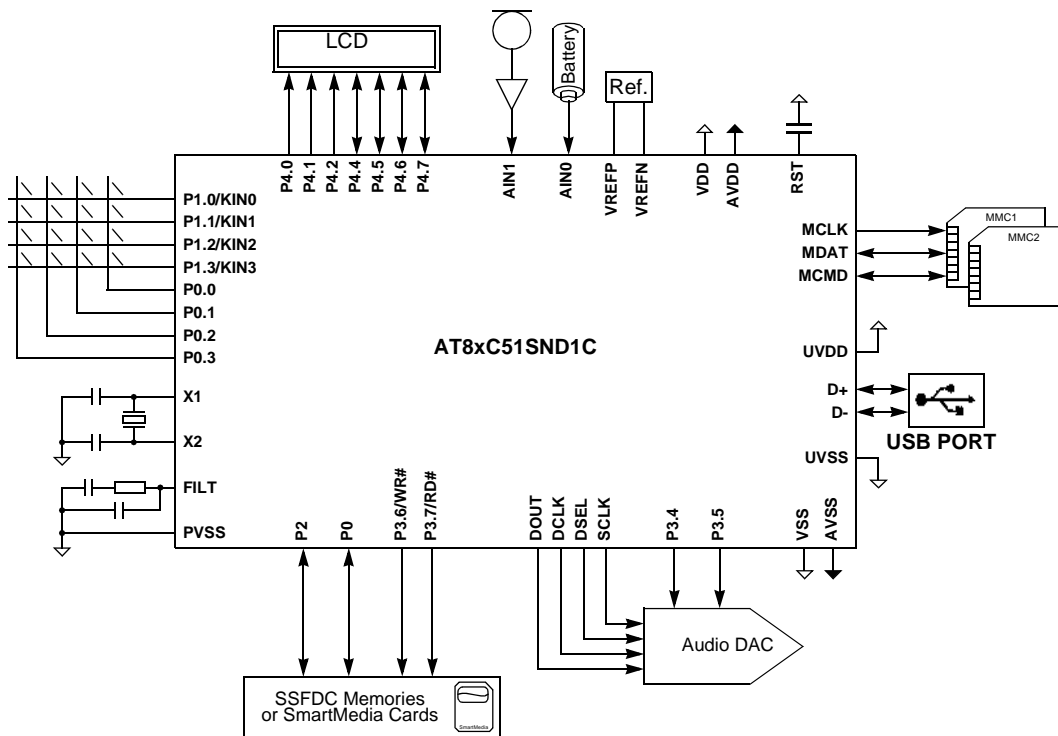 LCD
Battery
Ref.
P4.0
P4.1
P4.2
P4.4
P4.5
P4.6
P4.7
AIN1
AIN0
VREFP
VREFN
VDD
AVDD
RST
P1.0/KIN0
P1.1/KIN1
P1.2/KIN2
P1.3/KIN3
P0.0
P0.1
P0.2
P0.3
X1
X2
FILT
PVSS
AT8xC51SND1C
MCLK
MDAT
MCMD
MMC1
MMC2
UVDD
D+
D-
USB PORT
UVSS
P2
P0
P3.6/WR#
P3.7/RD#
DOUT
DCLK
DSEL
SCLK
P3.4
P3.5
VSS
AVSS
Audio DAC
SSFDC Memories
or SmartMedia Cards
SmartMedia